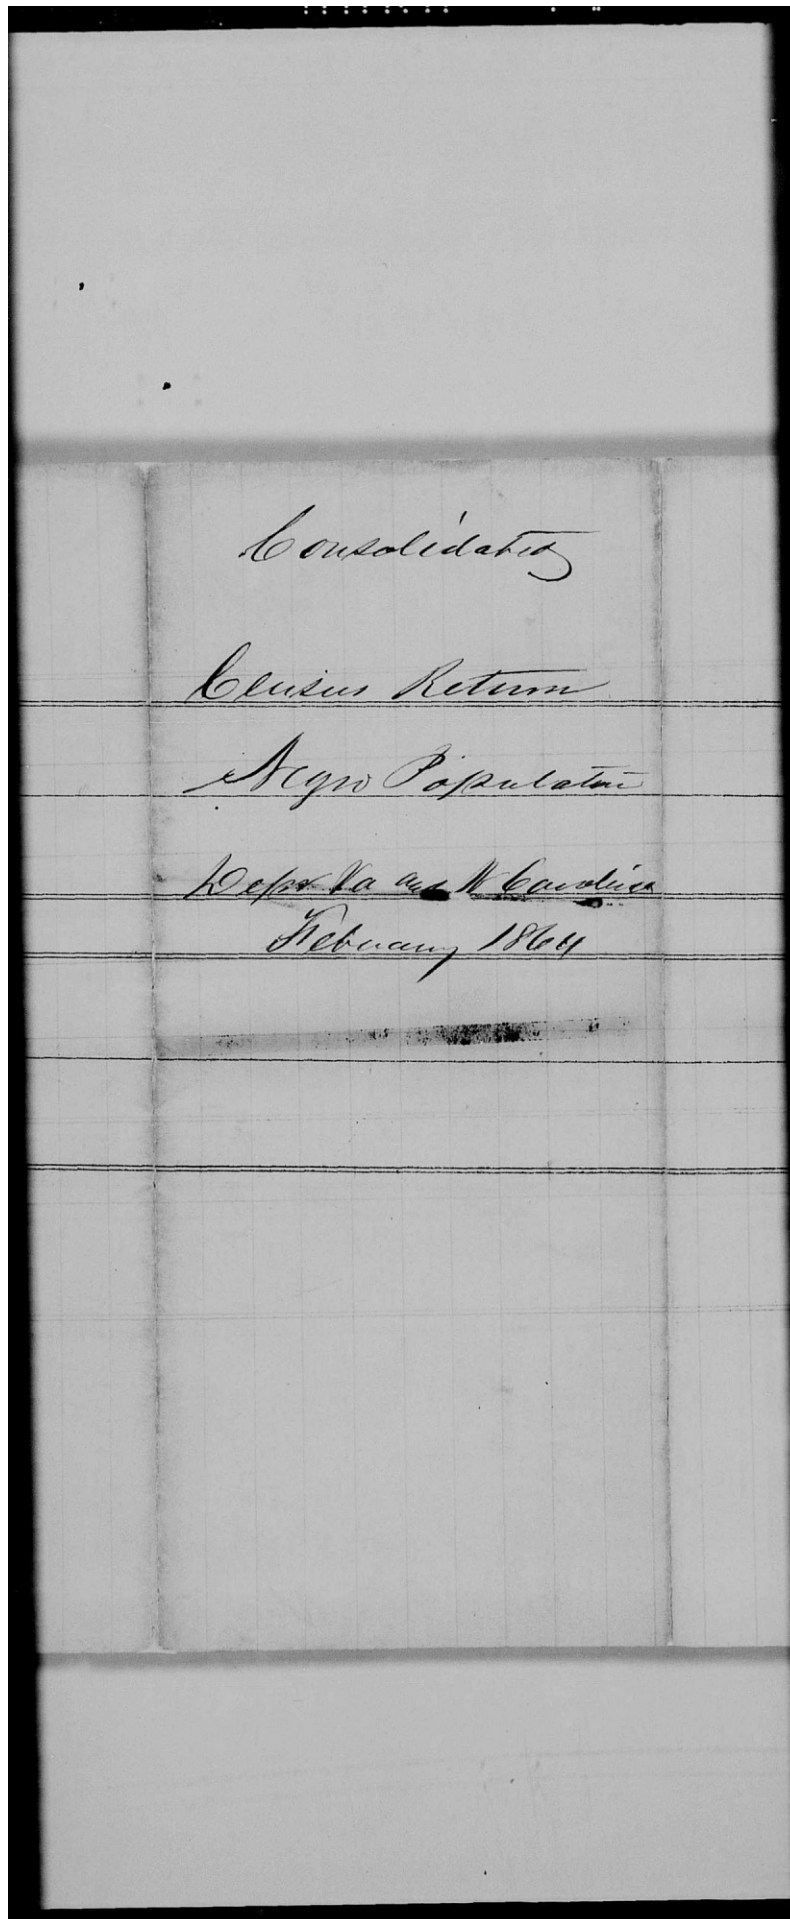 Consolidated
Census Return
Negro Population
Dept Va and N Carolina
February 1864